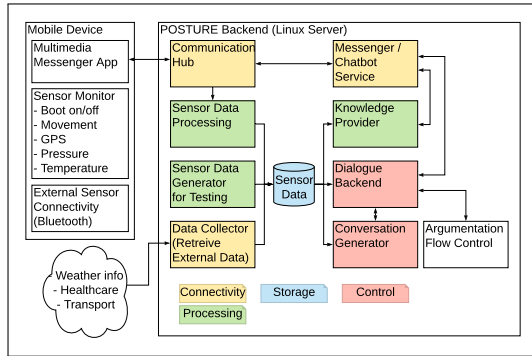 Mobile Device
Multimedia
Messenger App
Sensor Monitor
- Boot on/off
- Movement
- GPS
- Pressure
- Temperature
External Sensor
Connectivity
(Bluetooth)
Weather info
- Healthcare
- Transport
POSTURE Backend (Linux Server)
Communication
Hub
Sensor Data
Processing
Sensor Data
Generator
for Testing
Data Collector
(Retreive
External Data)
Sensor
Data
Messenger /
Chatbot
Service
Knowledge
Provider
Dialogue
Backend
Conversation
Generator
Argumentation
Flow Control
Connectivity
Storage
Control
Processing